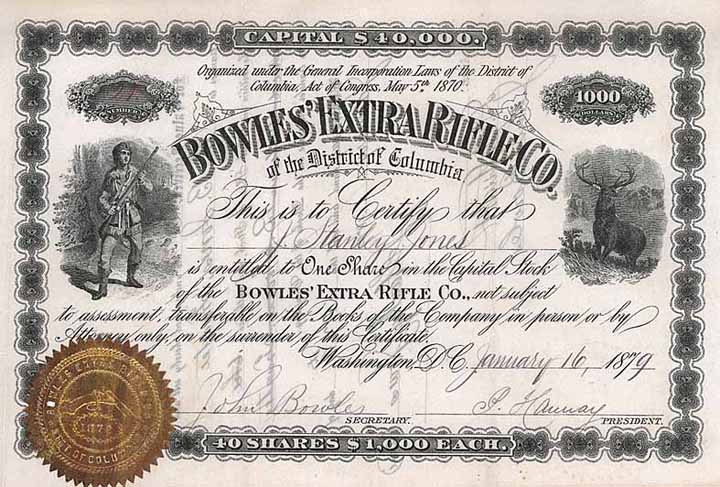 CAPITAL $40,000.
Organized under the General Incorporation Laws of the District of
Columbia, Act of Congress, May 5th 1870.
NUMBER
1000
DOLLARS
BOWLES' EXTRA RIFLE CO.
of the District of Columbia
This is to Certify that
J. Stanley Jones
is entitled to One Share in the Capital Stock
of the BOWLES' EXTRA RIFLE CO., not subject
to assessment, transferable on the Books of the Company in person or by
Attorney only, on the surrender of this Certificate.
Washington, D.C. January 16, 1879
John Bowles
SECRETARY.
PRESIDENT.
40 SHARES $1,000 EACH.